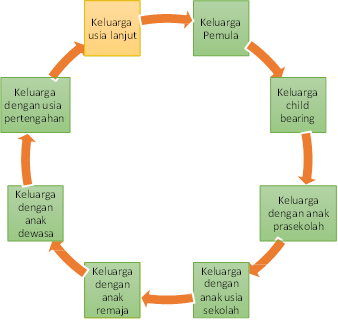 Keluarga
usia lanjut
Keluarga
Pemula
Keluarga
child
bearing
Keluarga
dengan anak
prasekolah
Keluarga
dengan
anak usia
sekolah
Keluarga
dengan
anak
remaja
Keluarga
dengan
anak
dewasa
Keluarga
dengan usia
pertengahan